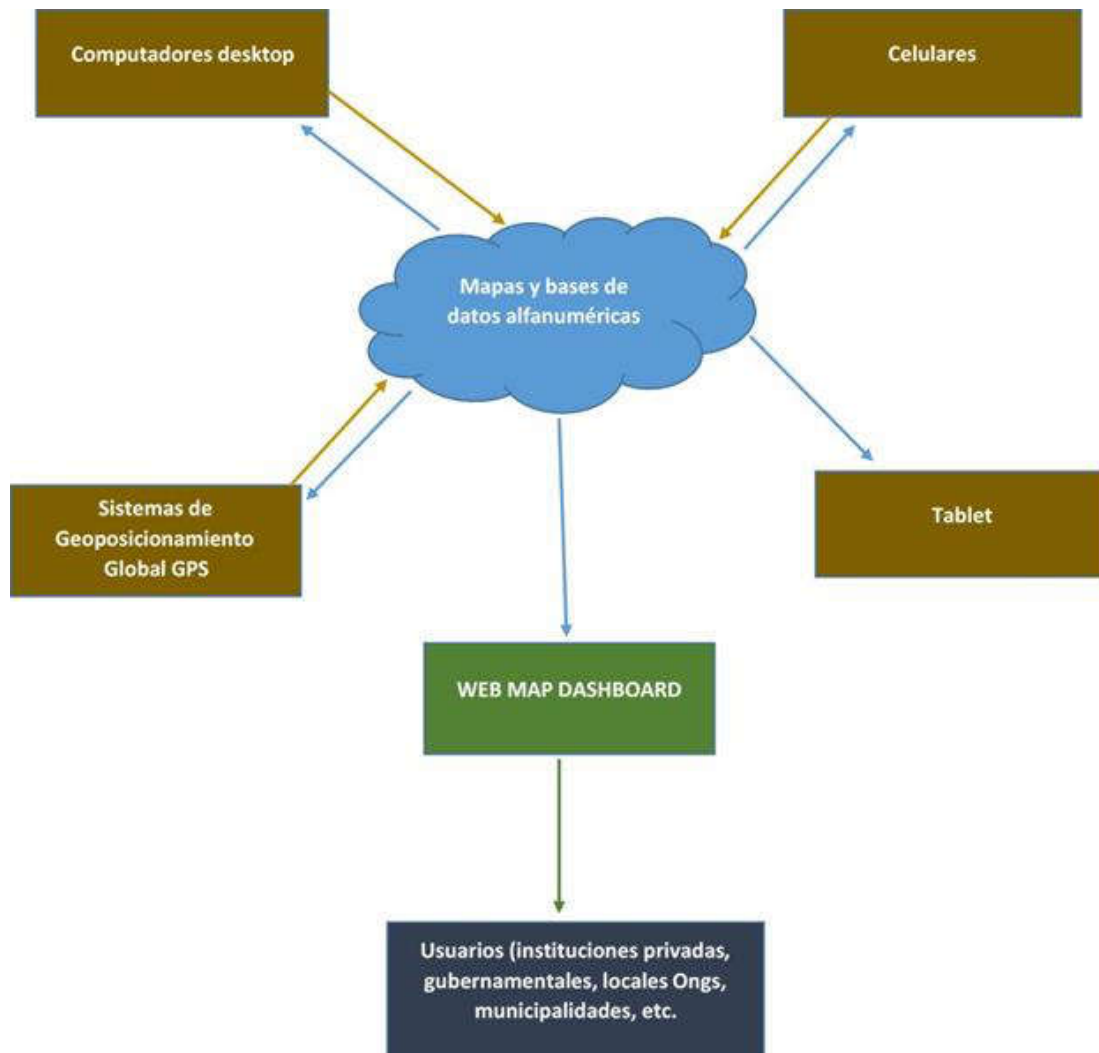 Computadores desktop
Celulares
Mapas y bases de
datos alfanuméricas
Sistemas de
Geoposicionamiento
Global GPS
Tablet
WEB MAP DASHBOARD
Usuarios (instituciones privadas,
gubernamentales, locales Ongs,
municipalidades, etc.